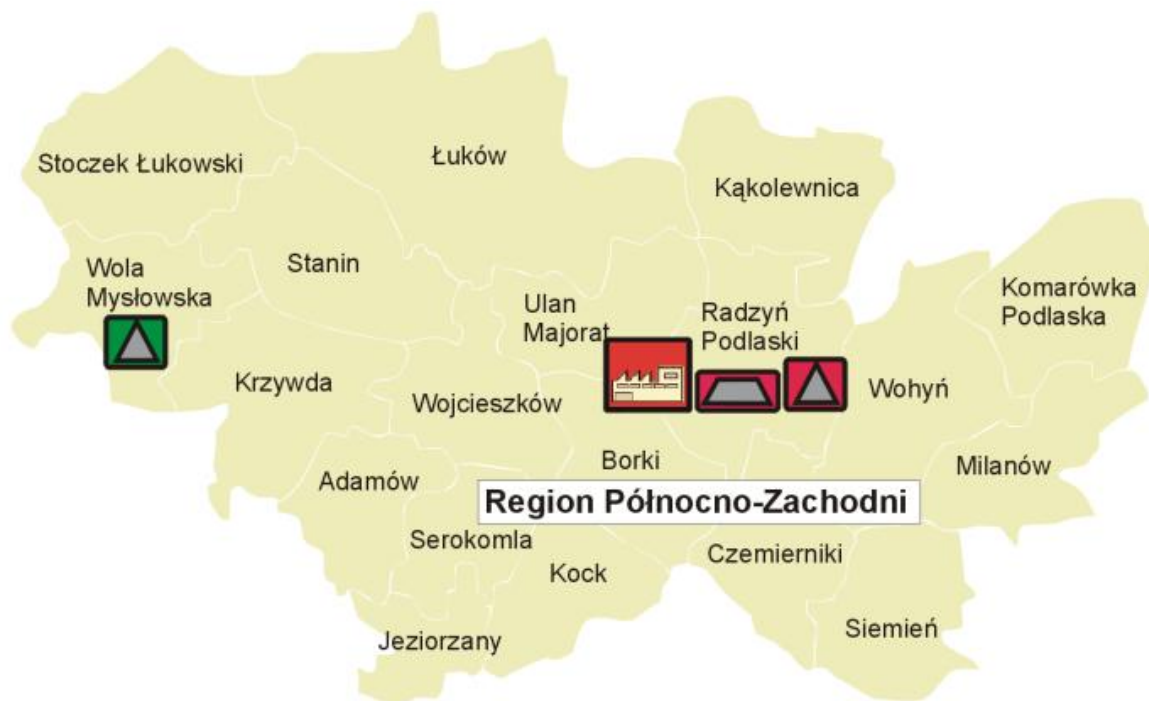 Stoczek Łukowski
Łuków
Kąkolewnica
Wola
Mysłowska
Stanin
Ulan
Majorat
Radzyń
Podlaski
Komarówka
Podlaska
Krzywda
Wojcieszków
Wohyń
Adamów
Borki
Milanów
Region Północno-Zachodni
Serokomla
Kock
Czemierniki
Jeziorzany
Siemień